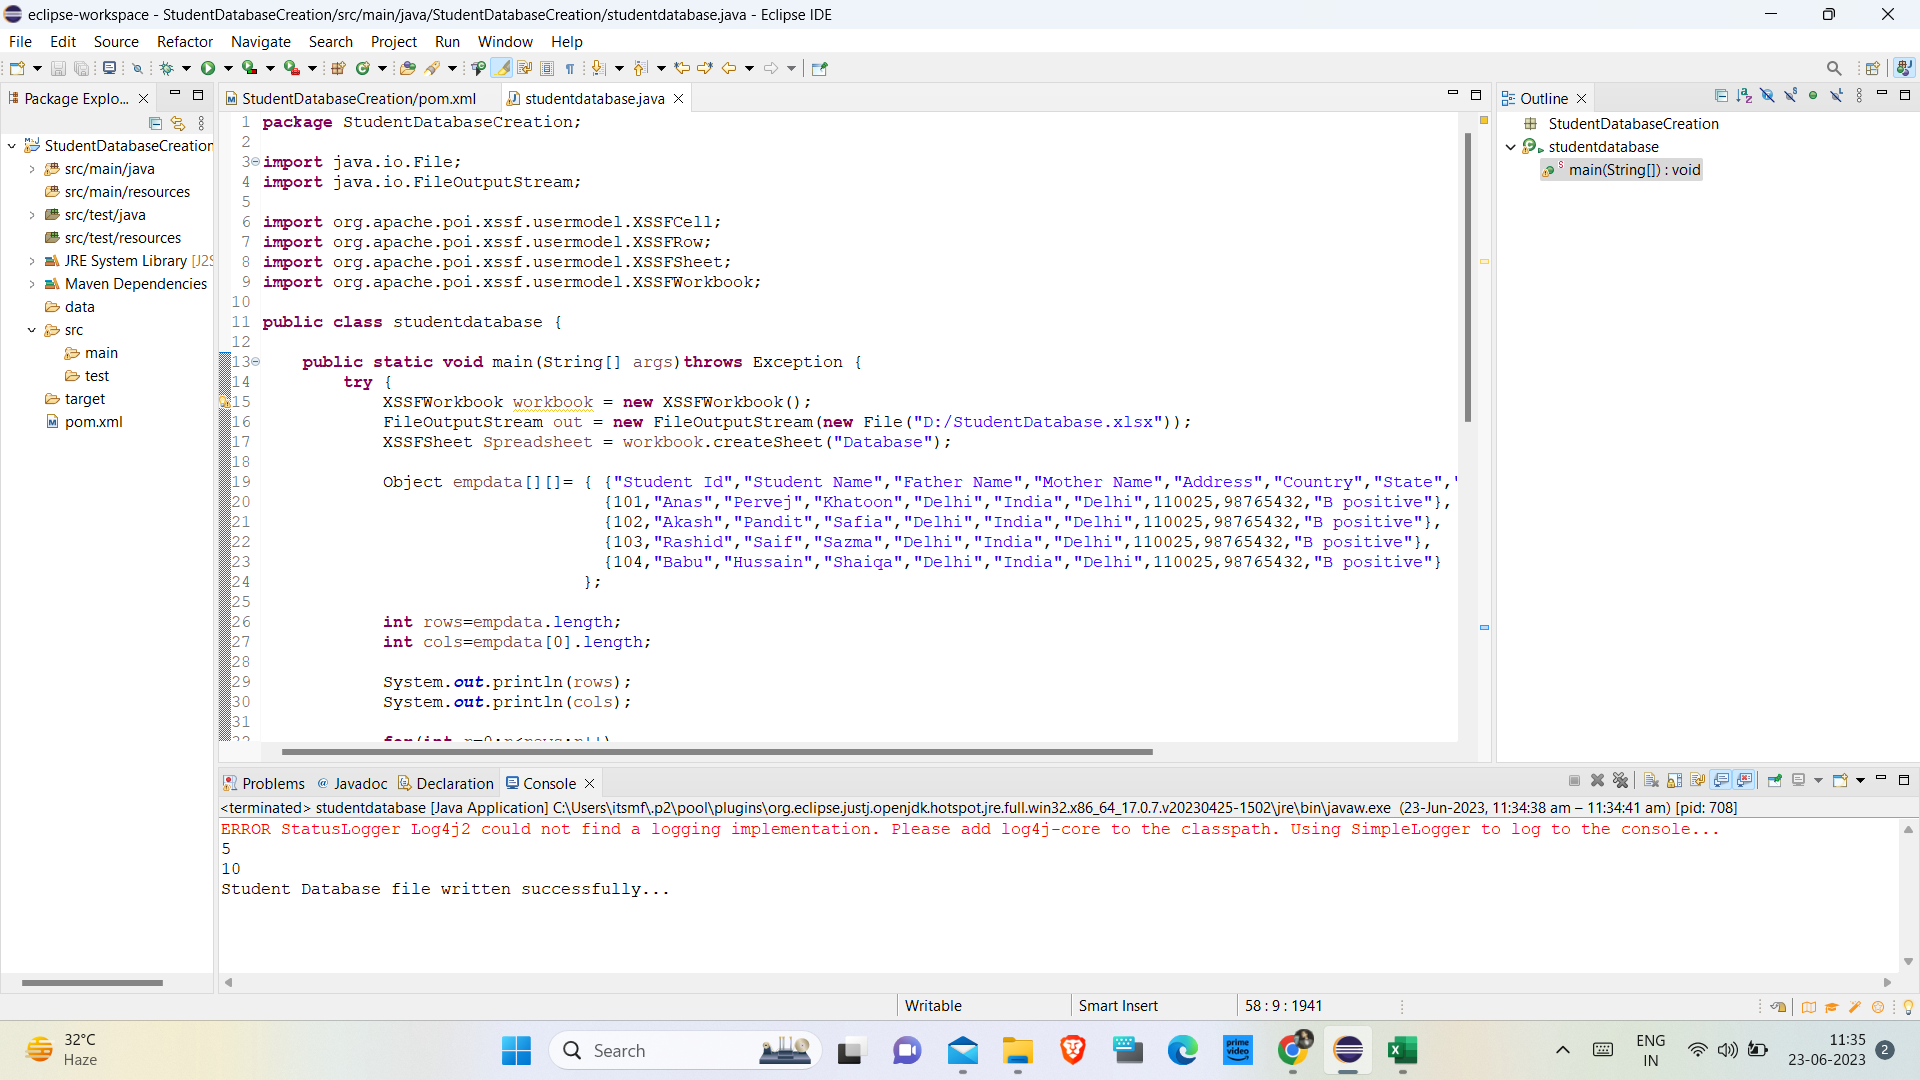 eclipse-workspace - StudentDatabaseCreation/src/main/java/StudentDatabaseCreation/studentdatabase.java - Eclipse IDE
File Edit Source Refactor Navigate Search Project Run Window Help
Package Explo...
StudentDatabaseCreation
src/main/java
src/main/resources
src/test/java
src/test/resources
JRE System Library [J2S
Maven Dependencies
data
src
main
test
target
pom.xml
StudentDatabaseCreation/pom.xml
studentdatabase.java
1 package StudentDatabaseCreation;
2
3 import java.io.File;
4 import java.io.FileOutputStream;
5
6 import org.apache.poi.xssf.usermodel.XSSFCell;
7 import org.apache.poi.xssf.usermodel.XSSFRow;
8 import org.apache.poi.xssf.usermodel.XSSFSheet;
9 import org.apache.poi.xssf.usermodel.XSSFWorkbook;
10
11 public class studentdatabase {
12
13 public static void main(String[] args)throws Exception {
14 try {
15 XSSFWorkbook workbook = new XSSFWorkbook();
16 FileOutputStream out = new FileOutputStream(new File("D:/StudentDatabase.xlsx"));
17 XSSFSheet Spreadsheet = workbook.createSheet("Database");
18
19 Object empdata[][]= { {"Student Id","Student Name","Father Name","Mother Name","Address","Country","State","
20 {101,"Anas","Pervej","Khatoon","Delhi","India","Delhi",110025,98765432,"B positive"},
21 {102,"Akash","Pandit","Safia","Delhi","India","Delhi",110025,98765432,"B positive"},
22 {103,"Rashid","Saif","Sazma","Delhi","India","Delhi",110025,98765432,"B positive"},
23 {104,"Babu","Hussain","Shaiqa","Delhi","India","Delhi",110025,98765432,"B positive"}
24 };
25
26 int rows=empdata.length;
27 int cols=empdata[0].length;
28
29 System.out.println(rows);
30 System.out.println(cols);
31
Outline
StudentDatabaseCreation
studentdatabase
main(String[]) : void
Problems @ Javadoc Declaration Console
<terminated> studentdatabase [Java Application] C:\Users\itsmf\.p2\pool\plugins\org.eclipse.justj.openjdk.hotspot.jre.full.win32.x86_64_17.0.7.v20230425-1502\jre\bin\javaw.exe (23-Jun-2023, 11:34:38 am – 11:34:41 am) [pid: 708]
ERROR StatusLogger Log4j2 could not find a logging implementation. Please add log4j-core to the classpath. Using SimpleLogger to log to the console...
5
10
Student Database file written successfully...
Writable Smart Insert 58 : 9 : 1941
32°C
Haze
Search
prime video
ENG
IN
11:35
23-06-2023
2